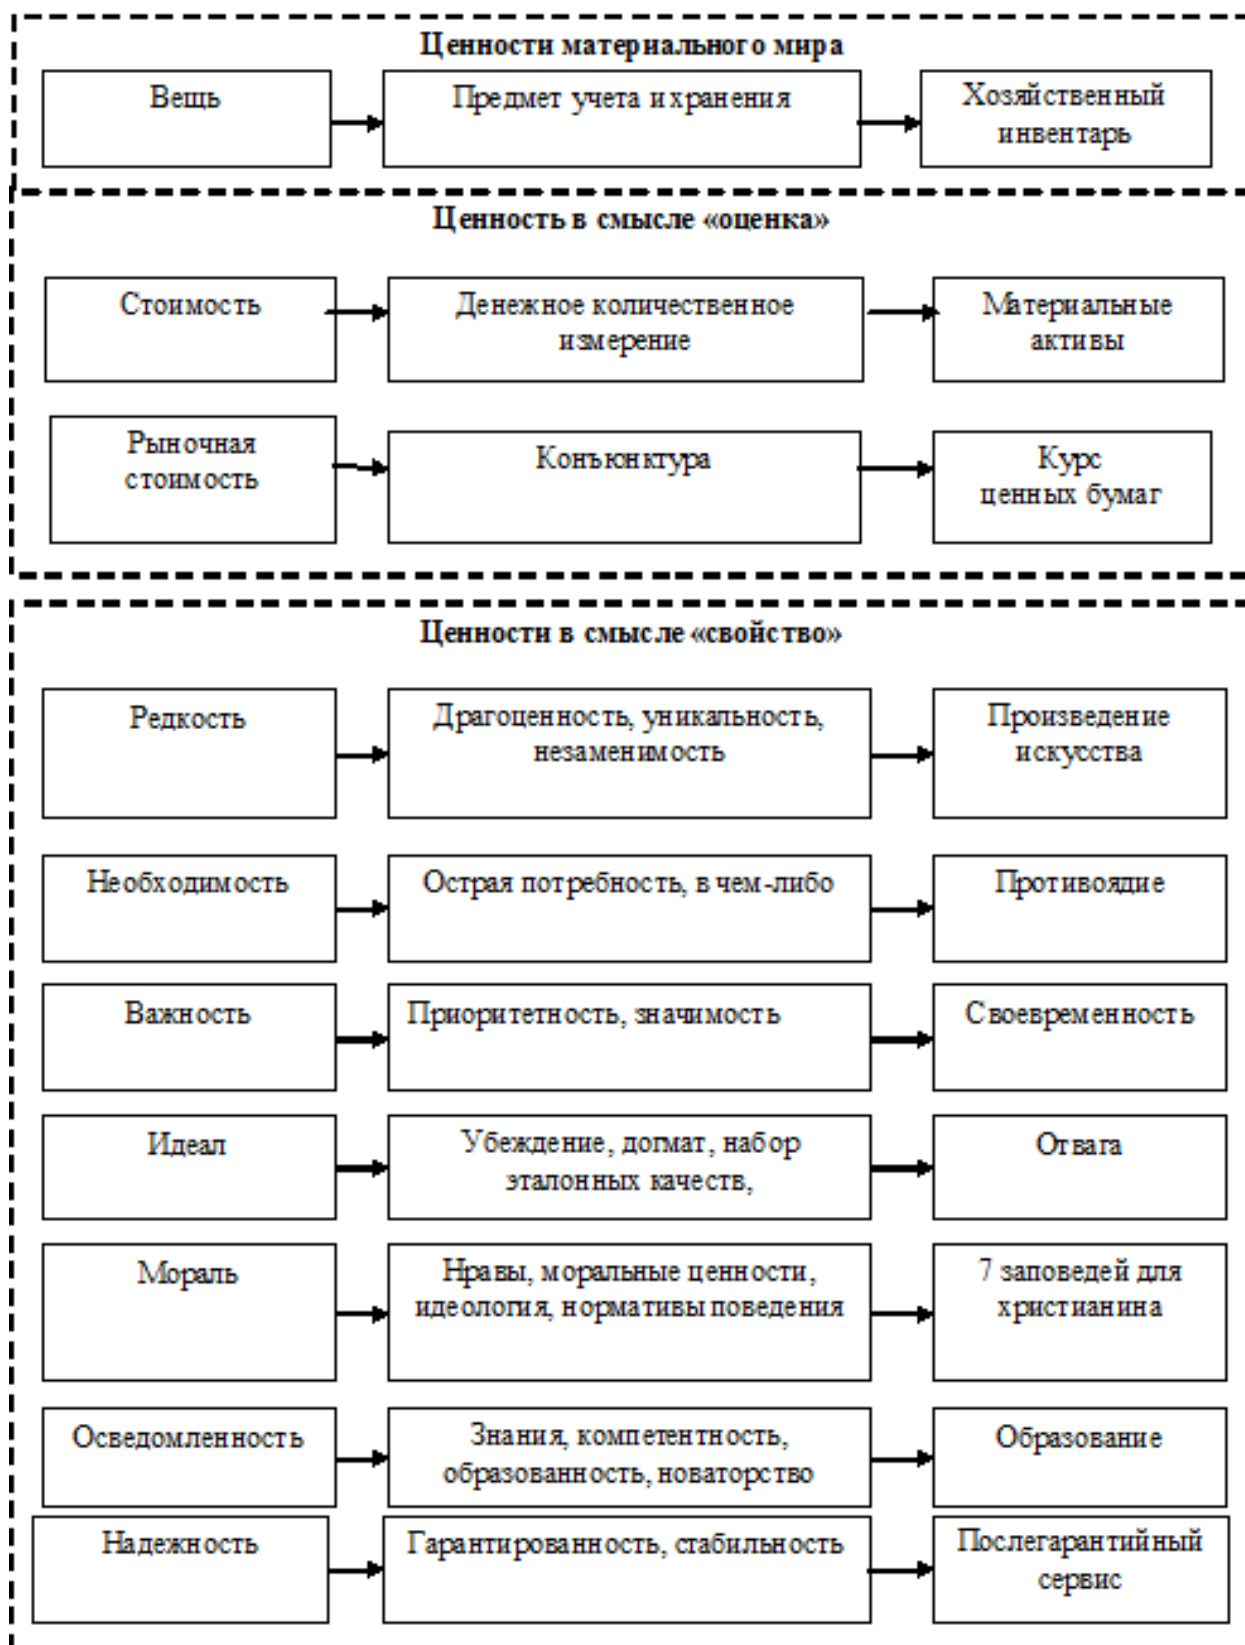 Ценности материального мира
Вещь
Предмет учета и хранения
Хозяйственный
инвентарь
Ценность в смысле «оценка»
Стоимость
Денежное количественное
измерение
Материальные
активы
Рыночная
стоимость
Конъюнктура
Курс
ценных бумаг
Ценности в смысле «свойство»
Редкость
Драгоценность, уникальность,
незаменимость
Произведение
искусства
Необходимость
Острая потребность, в чем-либо
Противоядие
Важность
Приоритетность, значимость
Своевременность
Идеал
Убеждение, догмат, набор
эталонных качеств,
Отвага
Мораль
Нравы, моральные ценности,
идеология, нормативы поведения
7 заповедей для
христианина
Осведомленность
Знания, компетентность,
образованность, новаторство
Образование
Надежность
Гарантированность, стабильность
Послегарантийный
сервис